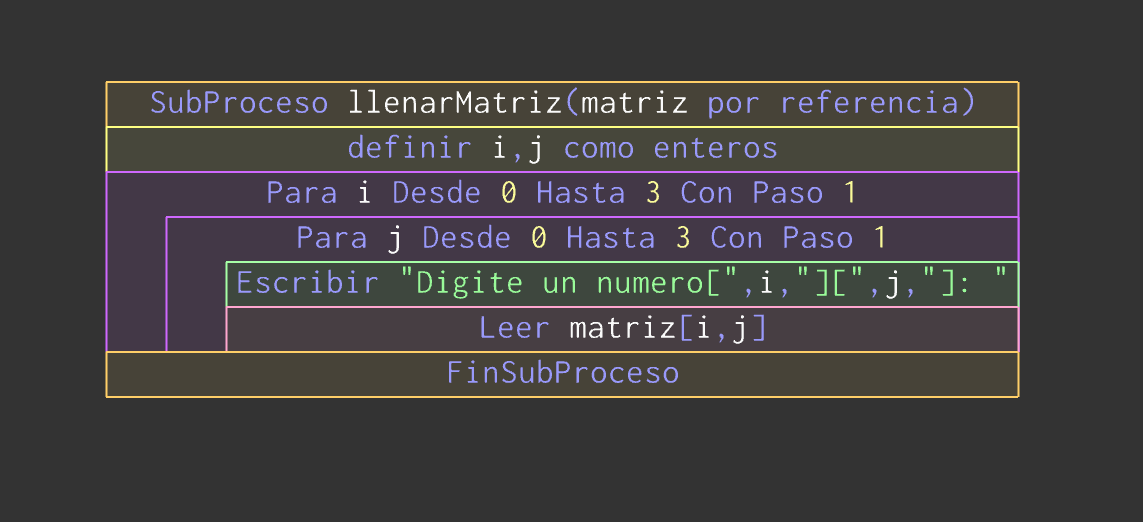 SubProceso llenarMatriz(matriz por referencia)
definir i,j como enteros
Para i Desde 0 Hasta 3 Con Paso 1
Para j Desde 0 Hasta 3 Con Paso 1
Escribir "Digite un numero[",i,"][",j,"]: "
Leer matriz[i,j]
FinSubProceso